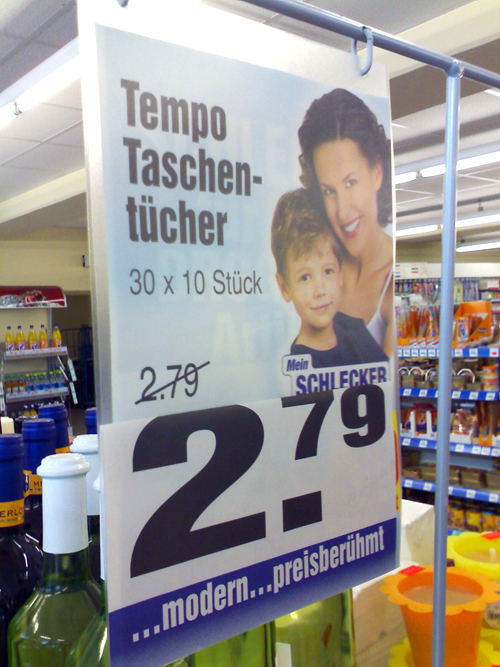 Tempo
Taschen-
tücher
30 x 10 Stück
2.79
Mein
SCHLECKER
2.79
...modern...preisberühmt